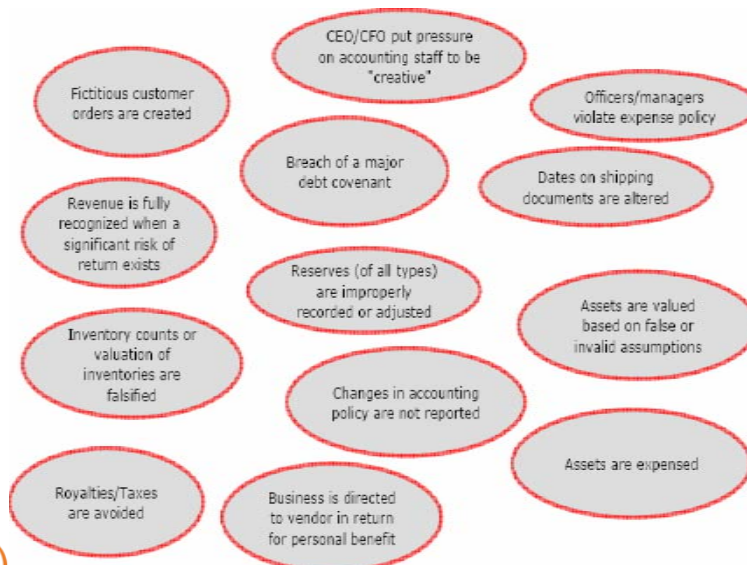 CEO/CFO put pressure
on accounting staff to be
"creative"
Fictitious customer
orders are created
Officers/managers
violate expense policy
Breach of a major
debt covenant
Dates on shipping
documents are altered
Revenue is fully
recognized when a
significant risk of
return exists
Reserves (of all types)
are improperly
recorded or adjusted
Assets are valued
based on false or
invalid assumptions
Inventory counts or
valuation of
inventories are
falsified
Changes in accounting
policy are not reported
Assets are expensed
Royalties/Taxes
are avoided
Business is directed
to vendor in return
for personal benefit